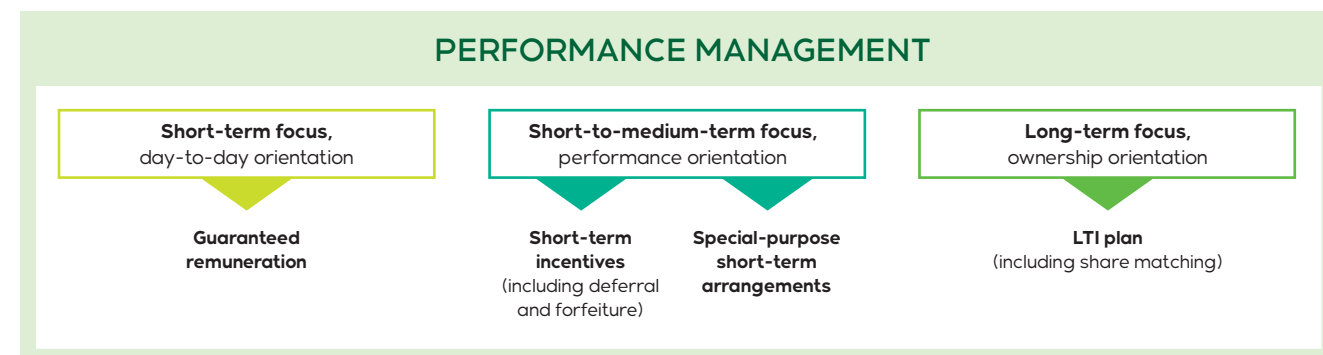 PERFORMANCE MANAGEMENT
Short-term focus,
day-to-day orientation
Guaranteed
remuneration
Short-to-medium-term focus,
performance orientation
Short-term
incentives
(including deferral
and forfeiture)
Special-purpose
short-term
arrangements
Long-term focus,
ownership orientation
LTI plan
(including share matching)